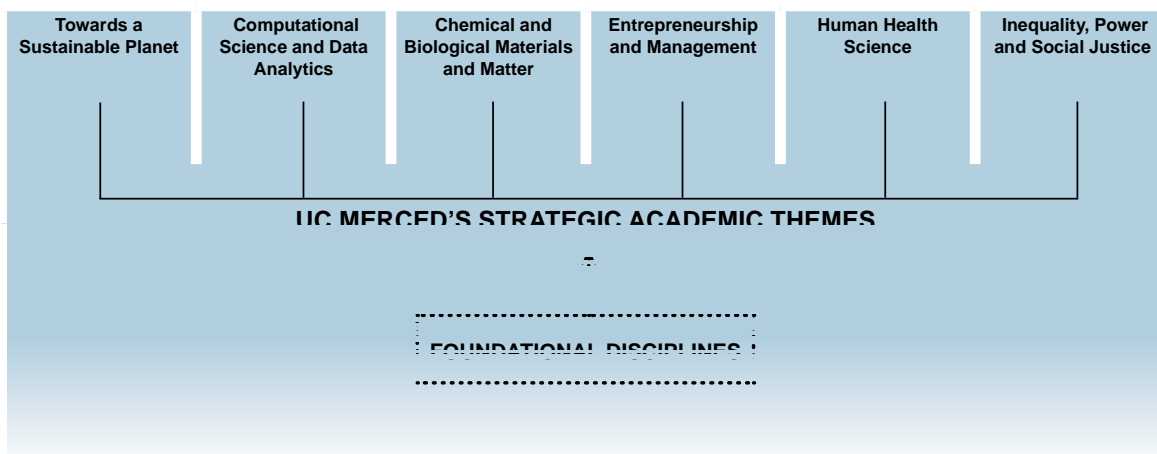 Towards a
Sustainable Planet
Computational
Science and Data
Analytics
Chemical and
Biological Materials
and Matter
Entrepreneurship
and Management
Human Health
Science
Inequality, Power
and Social Justice
UC MERCED’S STRATEGIC ACADEMIC THEMES
FOUNDATIONAL DISCIPLINES